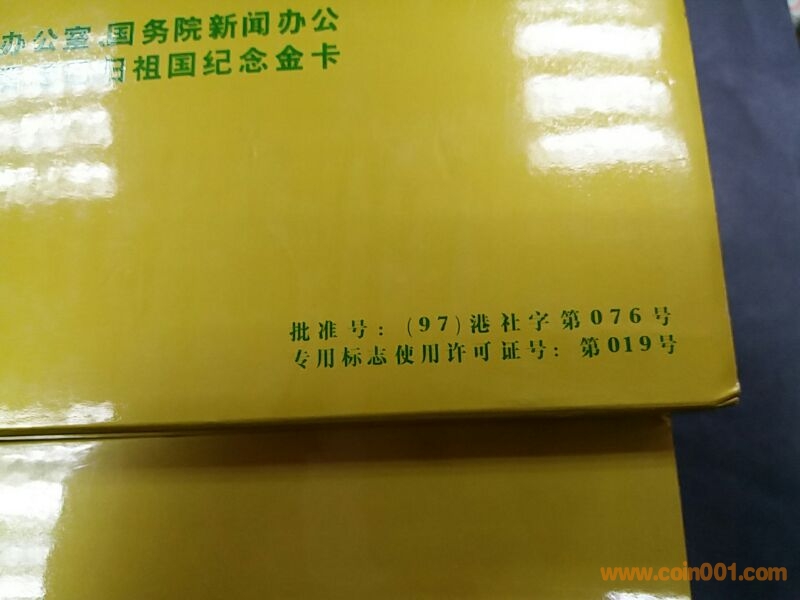 办公室、国务院新闻办公
归祖国纪念金卡
批准号：(97)港社字第076号
专用标志使用许可证号：第019号
www.coin001.com